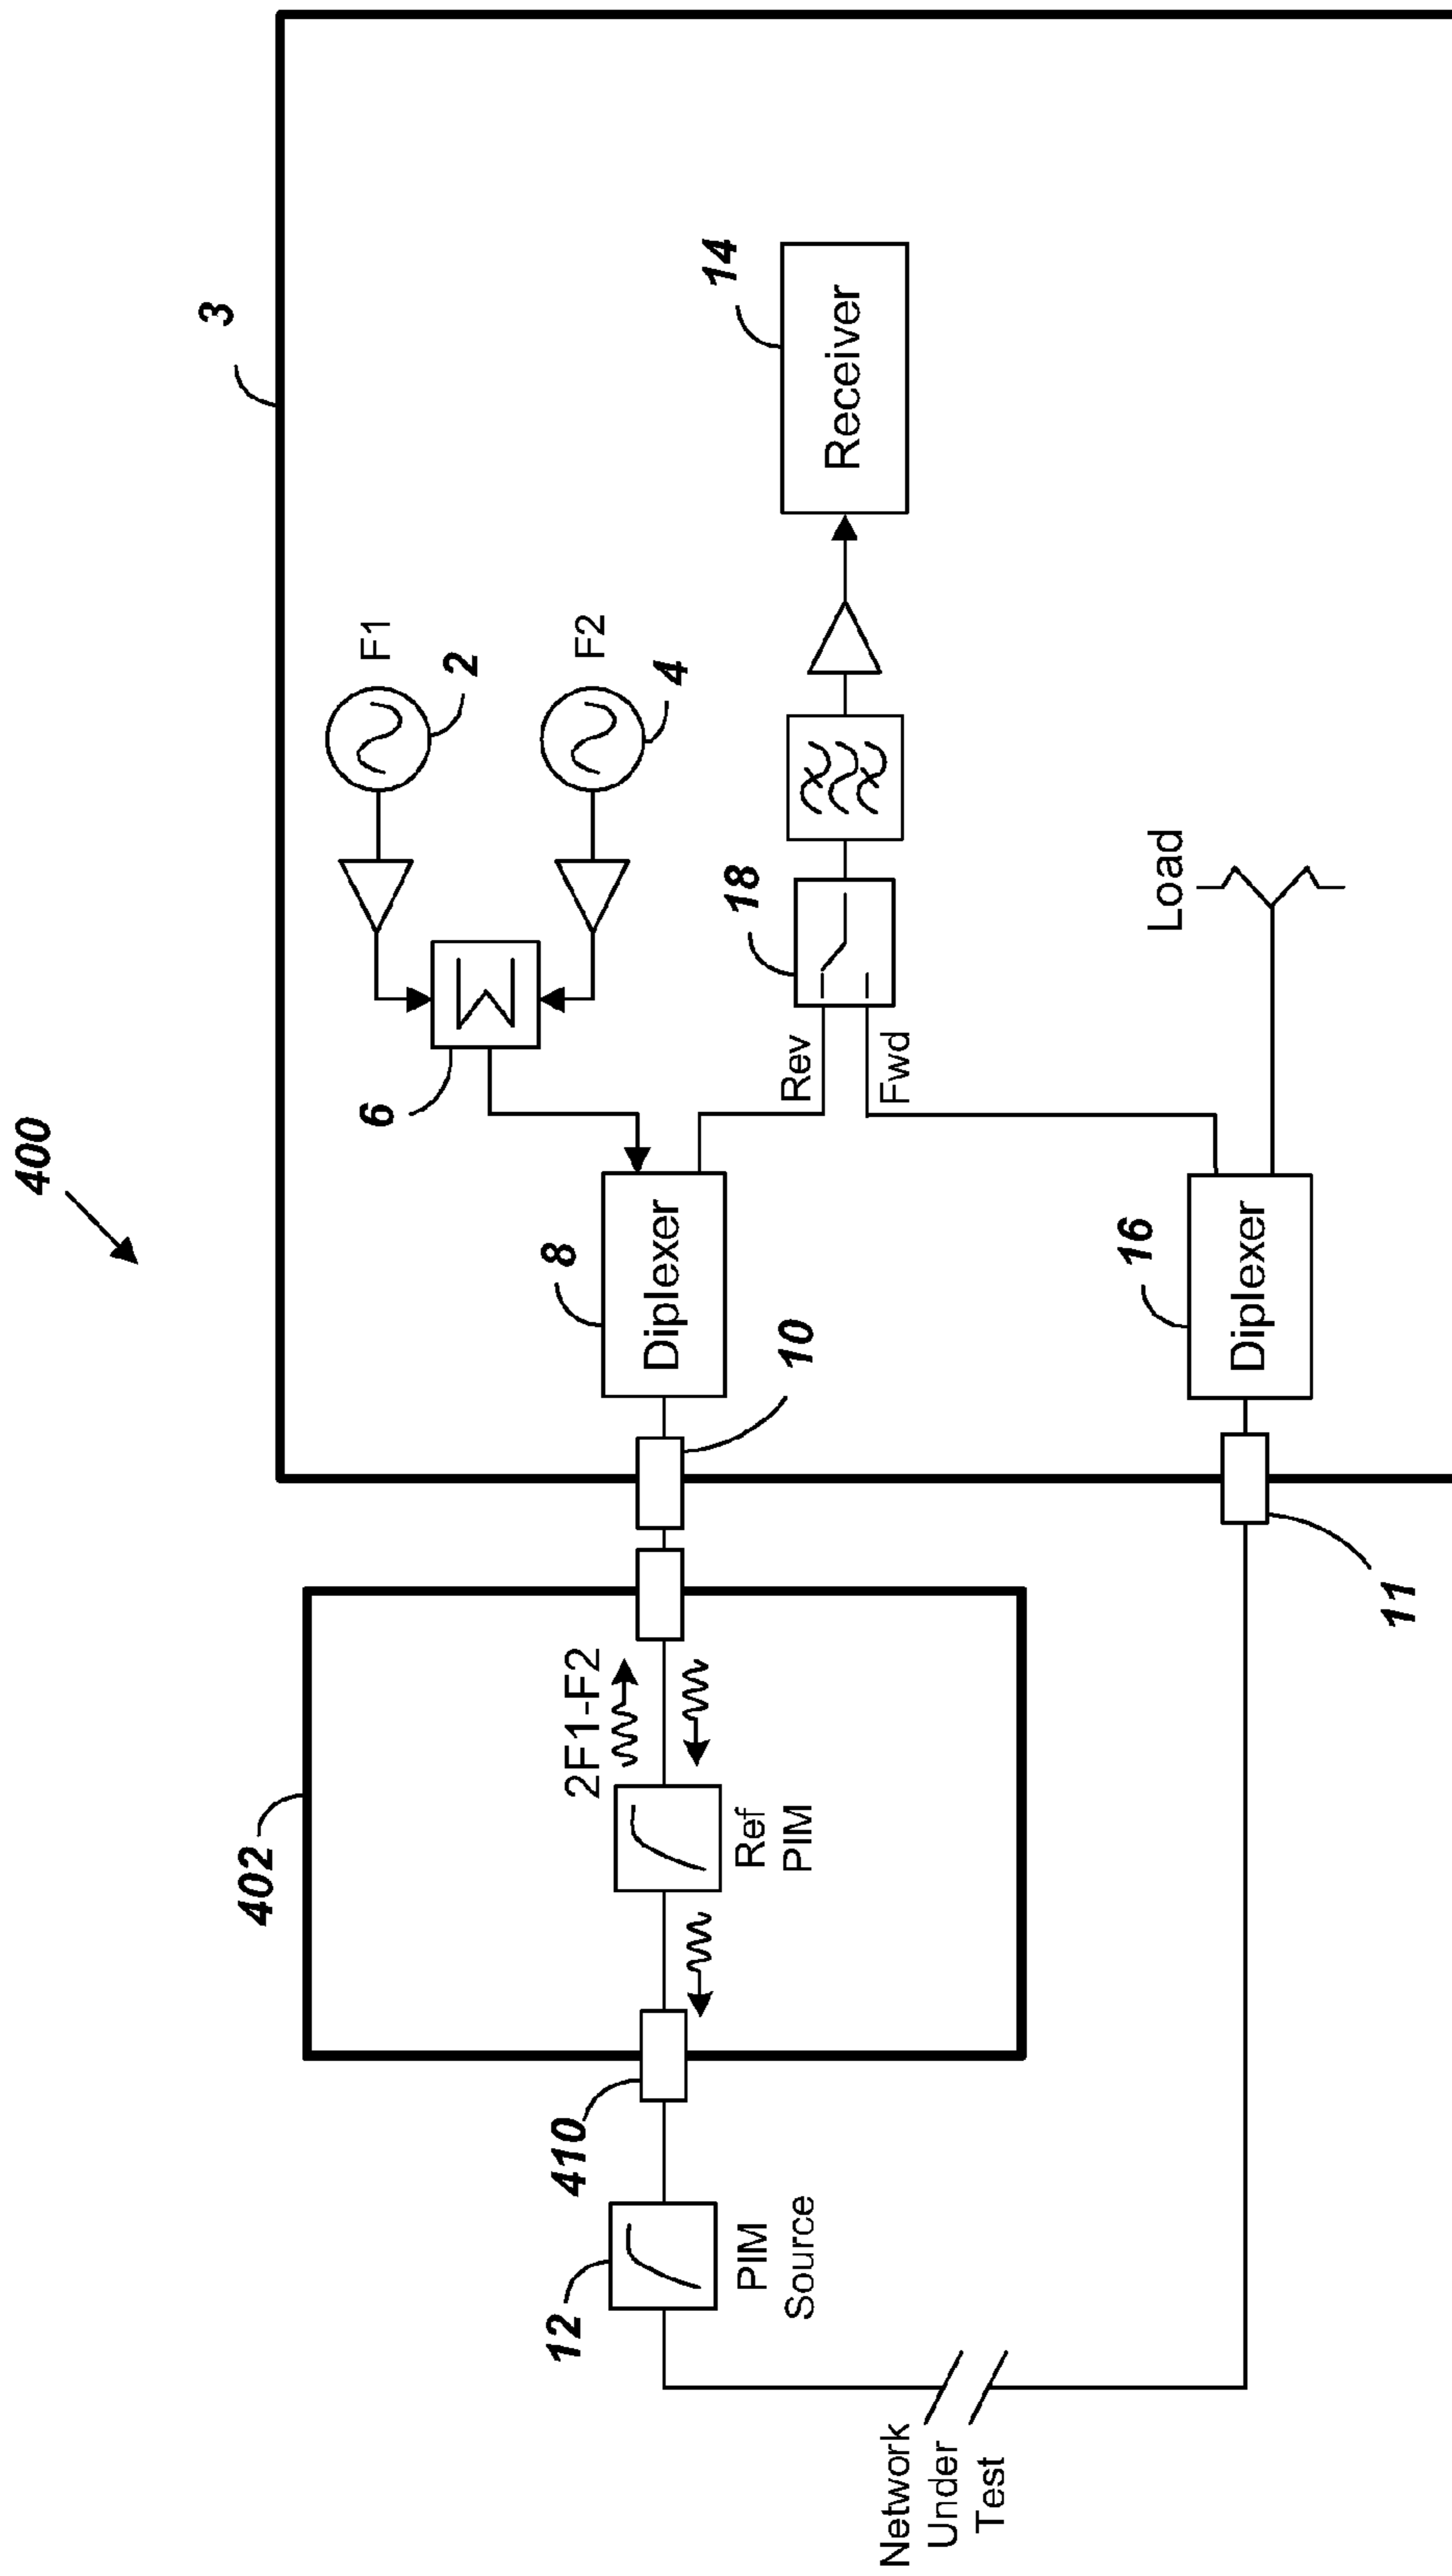 400
3
F1
2
F2
4
6
14
Receiver
18
Rev
Fwd
Load
8
Diplexer
10
16
Diplexer
11
402
2F1-F2
Ref
PIM
410
12
PIM
Source
Network
Under
Test